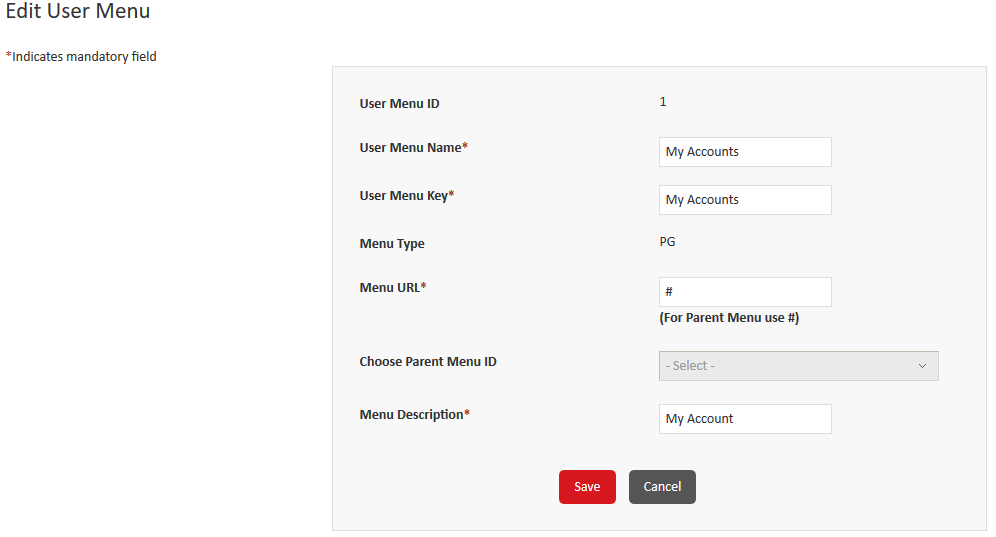 Edit User Menu
*Indicates mandatory field
User Menu ID 1
User Menu Name* My Accounts
User Menu Key* My Accounts
Menu Type PG
Menu URL* #
(For Parent Menu use #)
Choose Parent Menu ID - Select -
Menu Description* My Account
Save Cancel